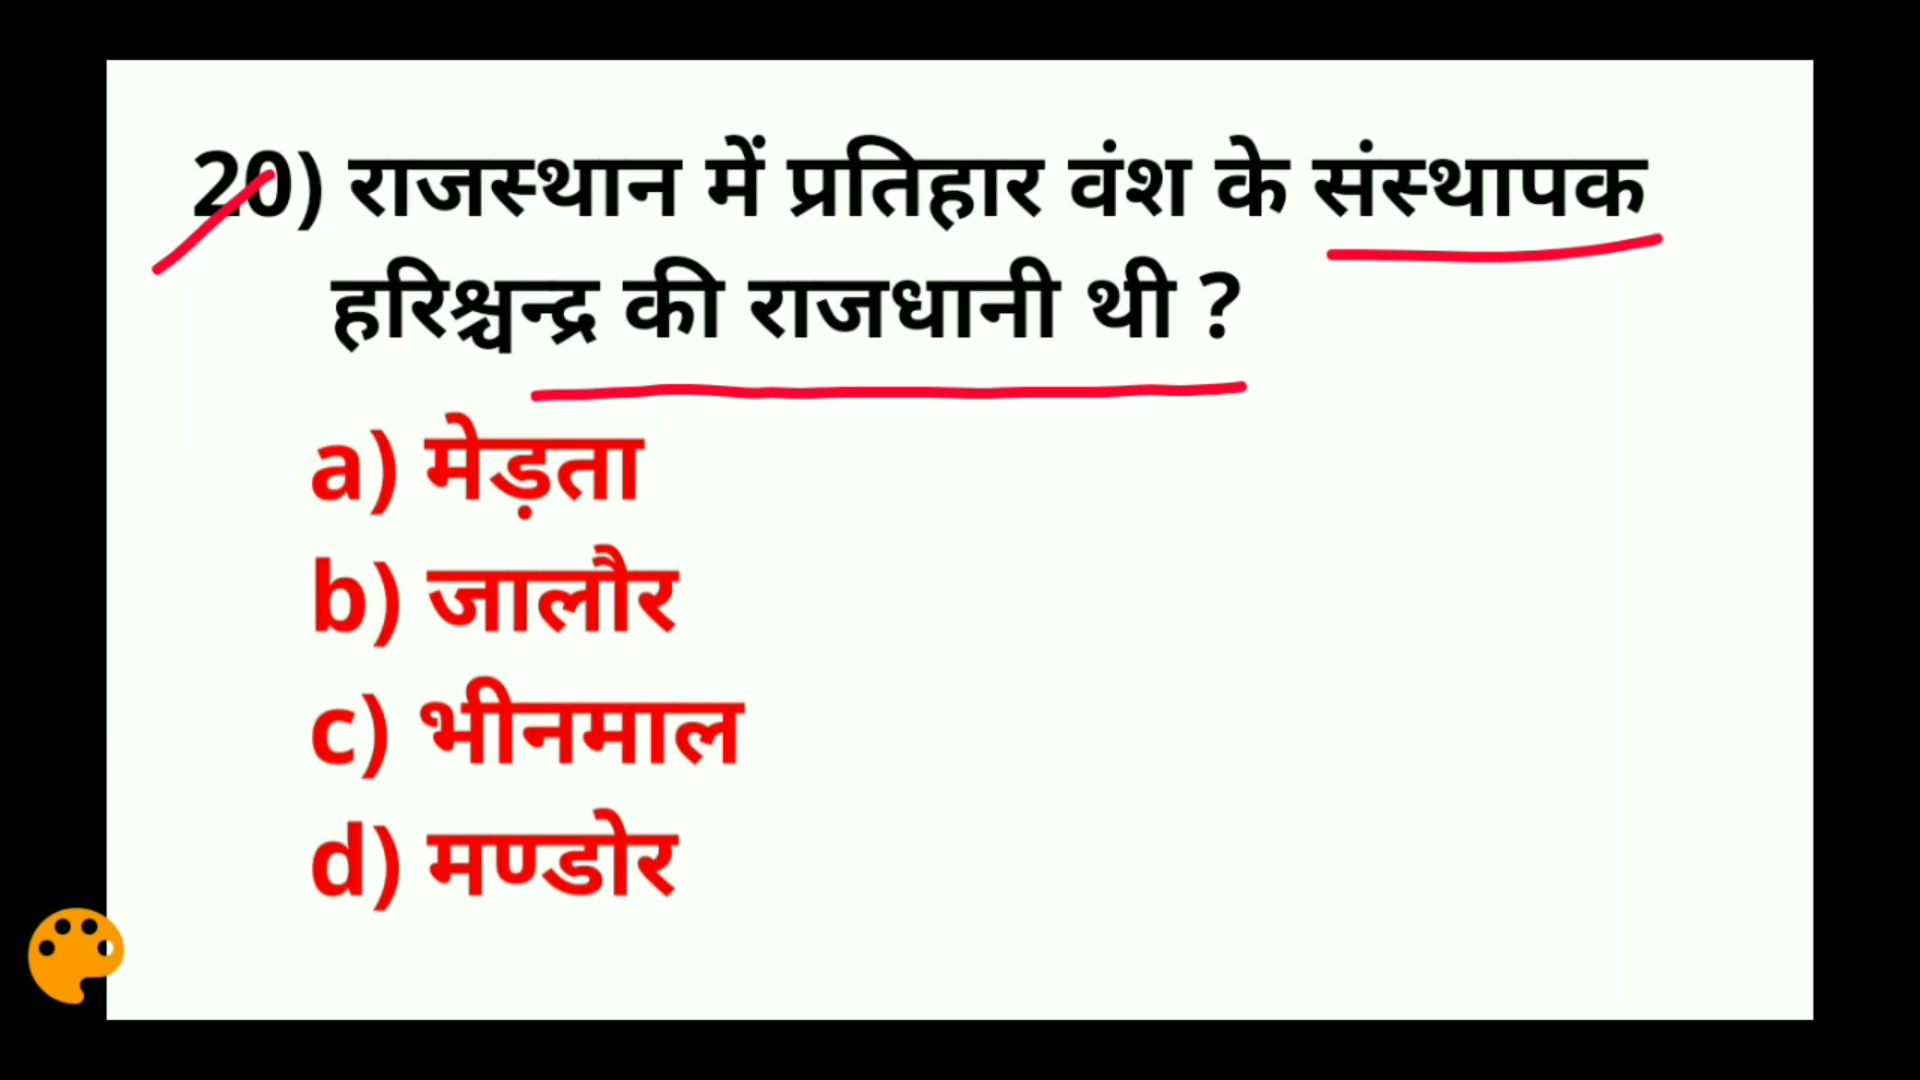 20) राजस्थान में प्रतिहार वंश के संस्थापक
हरिश्चन्द्र की राजधानी थी ?
a) मेड़ता
b) जालौर
c) भीनमाल
d) मण्डोर